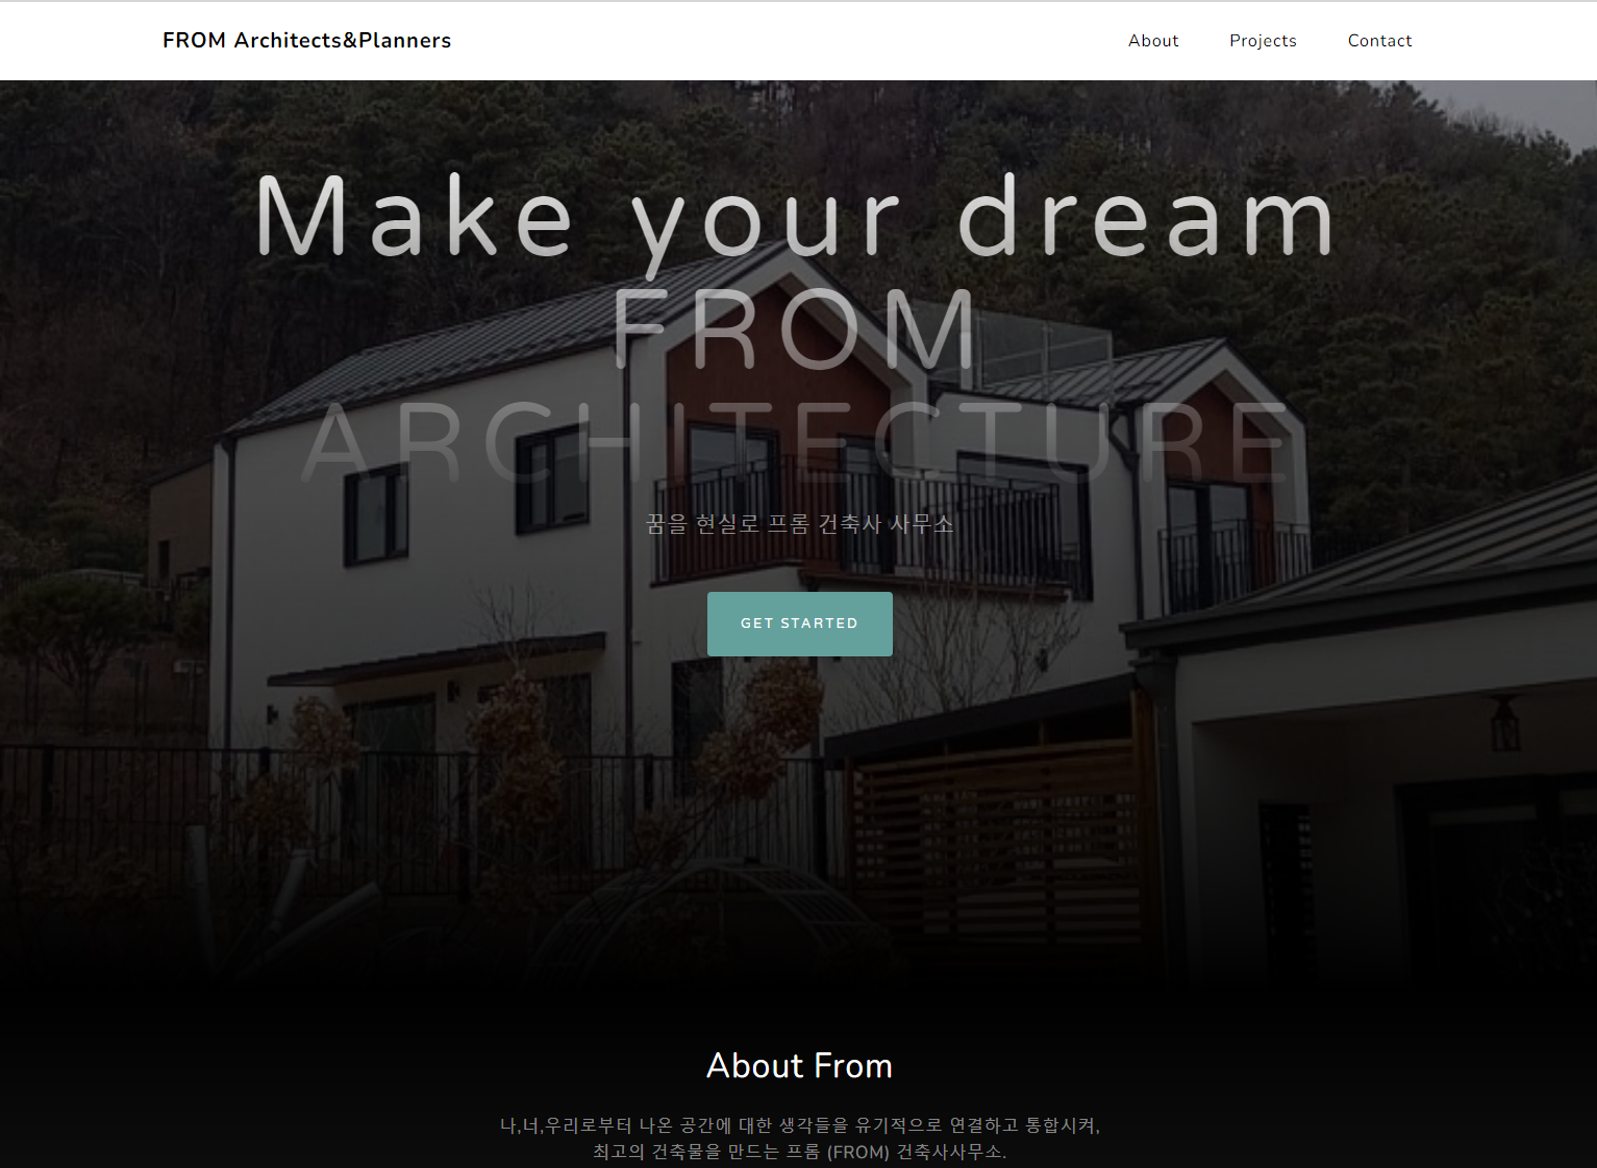 FROM Architects&Planners
About Projects Contact
Make your dream
FROM
ARCHITECTURE
꿈을 현실로 프롬 건축사 사무소
GET STARTED
About From
나,너,우리로부터 나온 공간에 대한 생각들을 유기적으로 연결하고 통합시켜,
최고의 건축물을 만드는 프롬 (FROM) 건축사사무소.